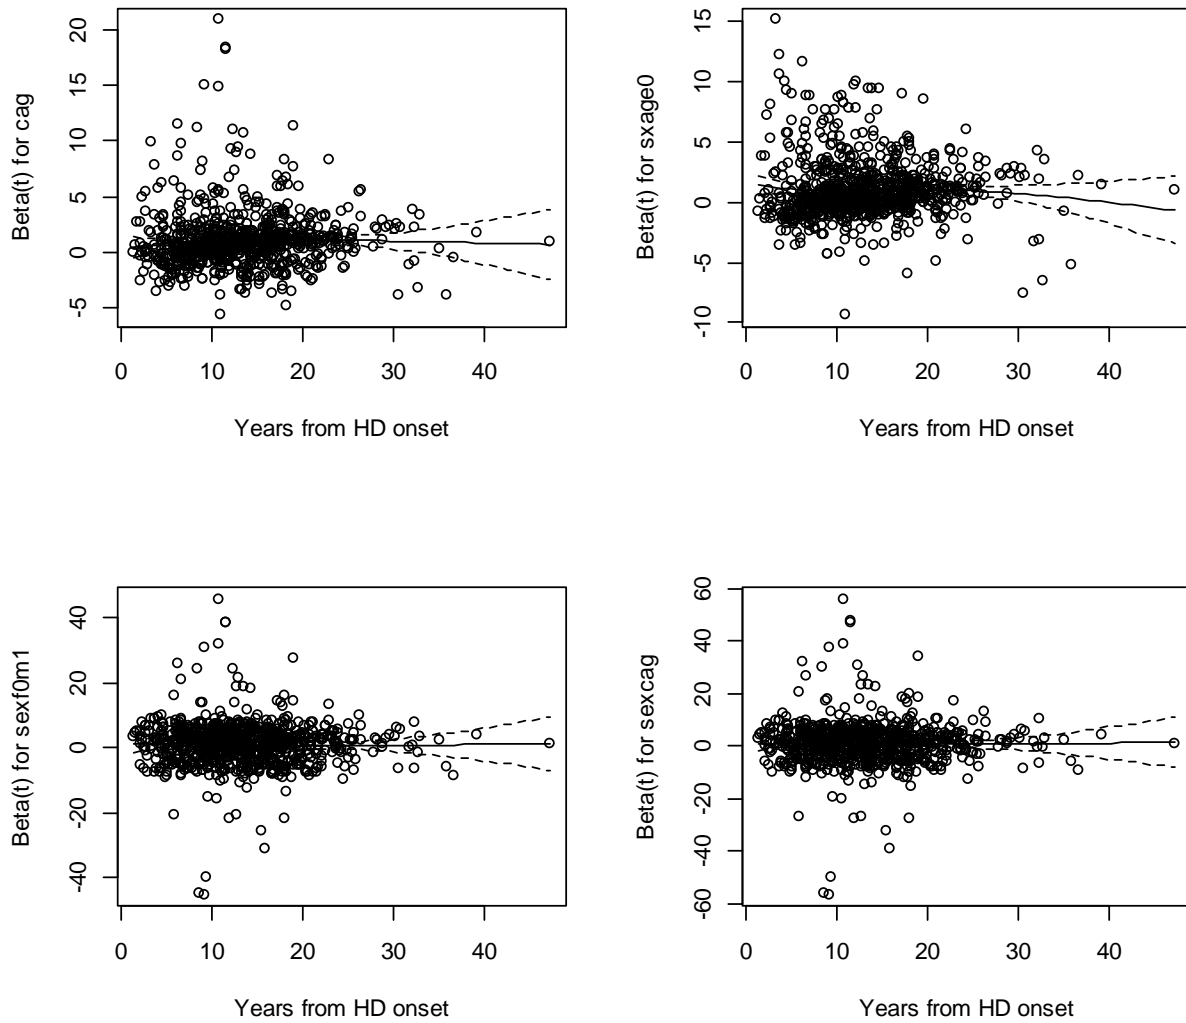 Beta(t) for cag
20
15
10
5
0
-5
0 10 20 30 40
Years from HD onset
Beta(t) for sxage0
15
10
5
0
-5
-10
0 10 20 30 40
Years from HD onset
Beta(t) for sexf0m1
40
20
0
-20
-40
0 10 20 30 40
Years from HD onset
Beta(t) for sexcag
60
40
20
0
-20
-40
-60
0 10 20 30 40
Years from HD onset